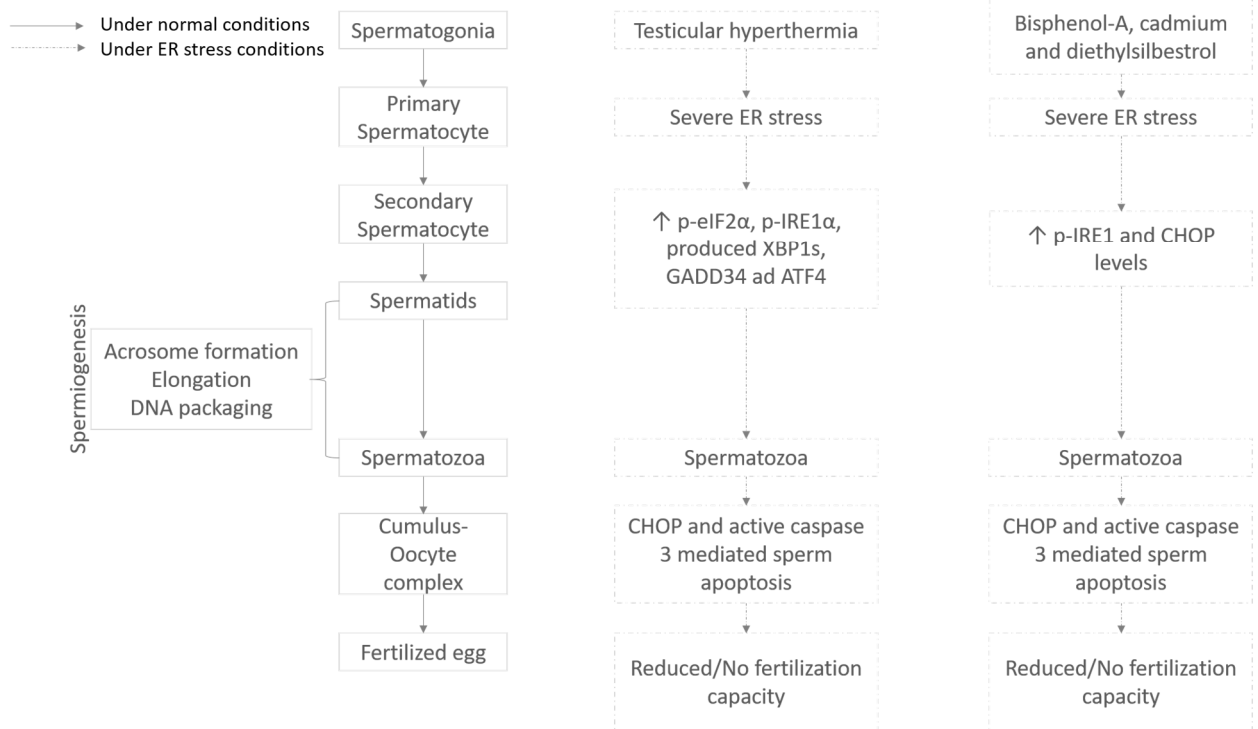 Under normal conditions
Under ER stress conditions
Spermatogonia
Primary
Spermatocyte
Secondary
Spermatocyte
Spermatids
Spermiogenesis
Acrosome formation
Elongation
DNA packaging
Spermatozoa
Cumulus-
Oocyte
complex
Fertilized egg
Testicular hyperthermia
Severe ER stress
↑ p-eIF2α, p-IRE1α,
produced XBP1s,
GADD34 ad ATF4
Spermatozoa
CHOP and active caspase
3 mediated sperm
apoptosis
Reduced/No fertilization
capacity
Bisphenol-A, cadmium
and diethylsilbestrol
Severe ER stress
↑ p-IRE1 and CHOP
levels
Spermatozoa
CHOP and active caspase
3 mediated sperm
apoptosis
Reduced/No fertilization
capacity